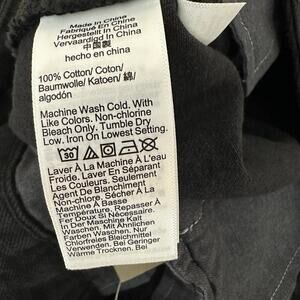 Made In China
Fabriqué En Chine
Hergestellt In China
Vervaardigd In China
中国製
hecho en china
100% Cotton/ Coton/
Baumwolle/ Katoen/ 綿/
algodón
Machine Wash Cold. With
Like Colors. Non-chlorine
Bleach Only. Tumble Dry
Low. Iron On Lowest Setting.
30
Laver À La Machine À L'eau
Froide. Laver En Séparant
Les Couleurs. Seulement
Agent De Blanchiment
Non-chlore, Sécher À La
Machine À Basse
Température. Repasser À
Fer Doux Si Nécessaire.
In Der Maschine Kalt
Waschen, Mit Ähnlichen
Farben Waschen. Nur
Chlorfreies Bleichmittel
Verwenden. Bei Geringer
Wärme Trocknen. Bei